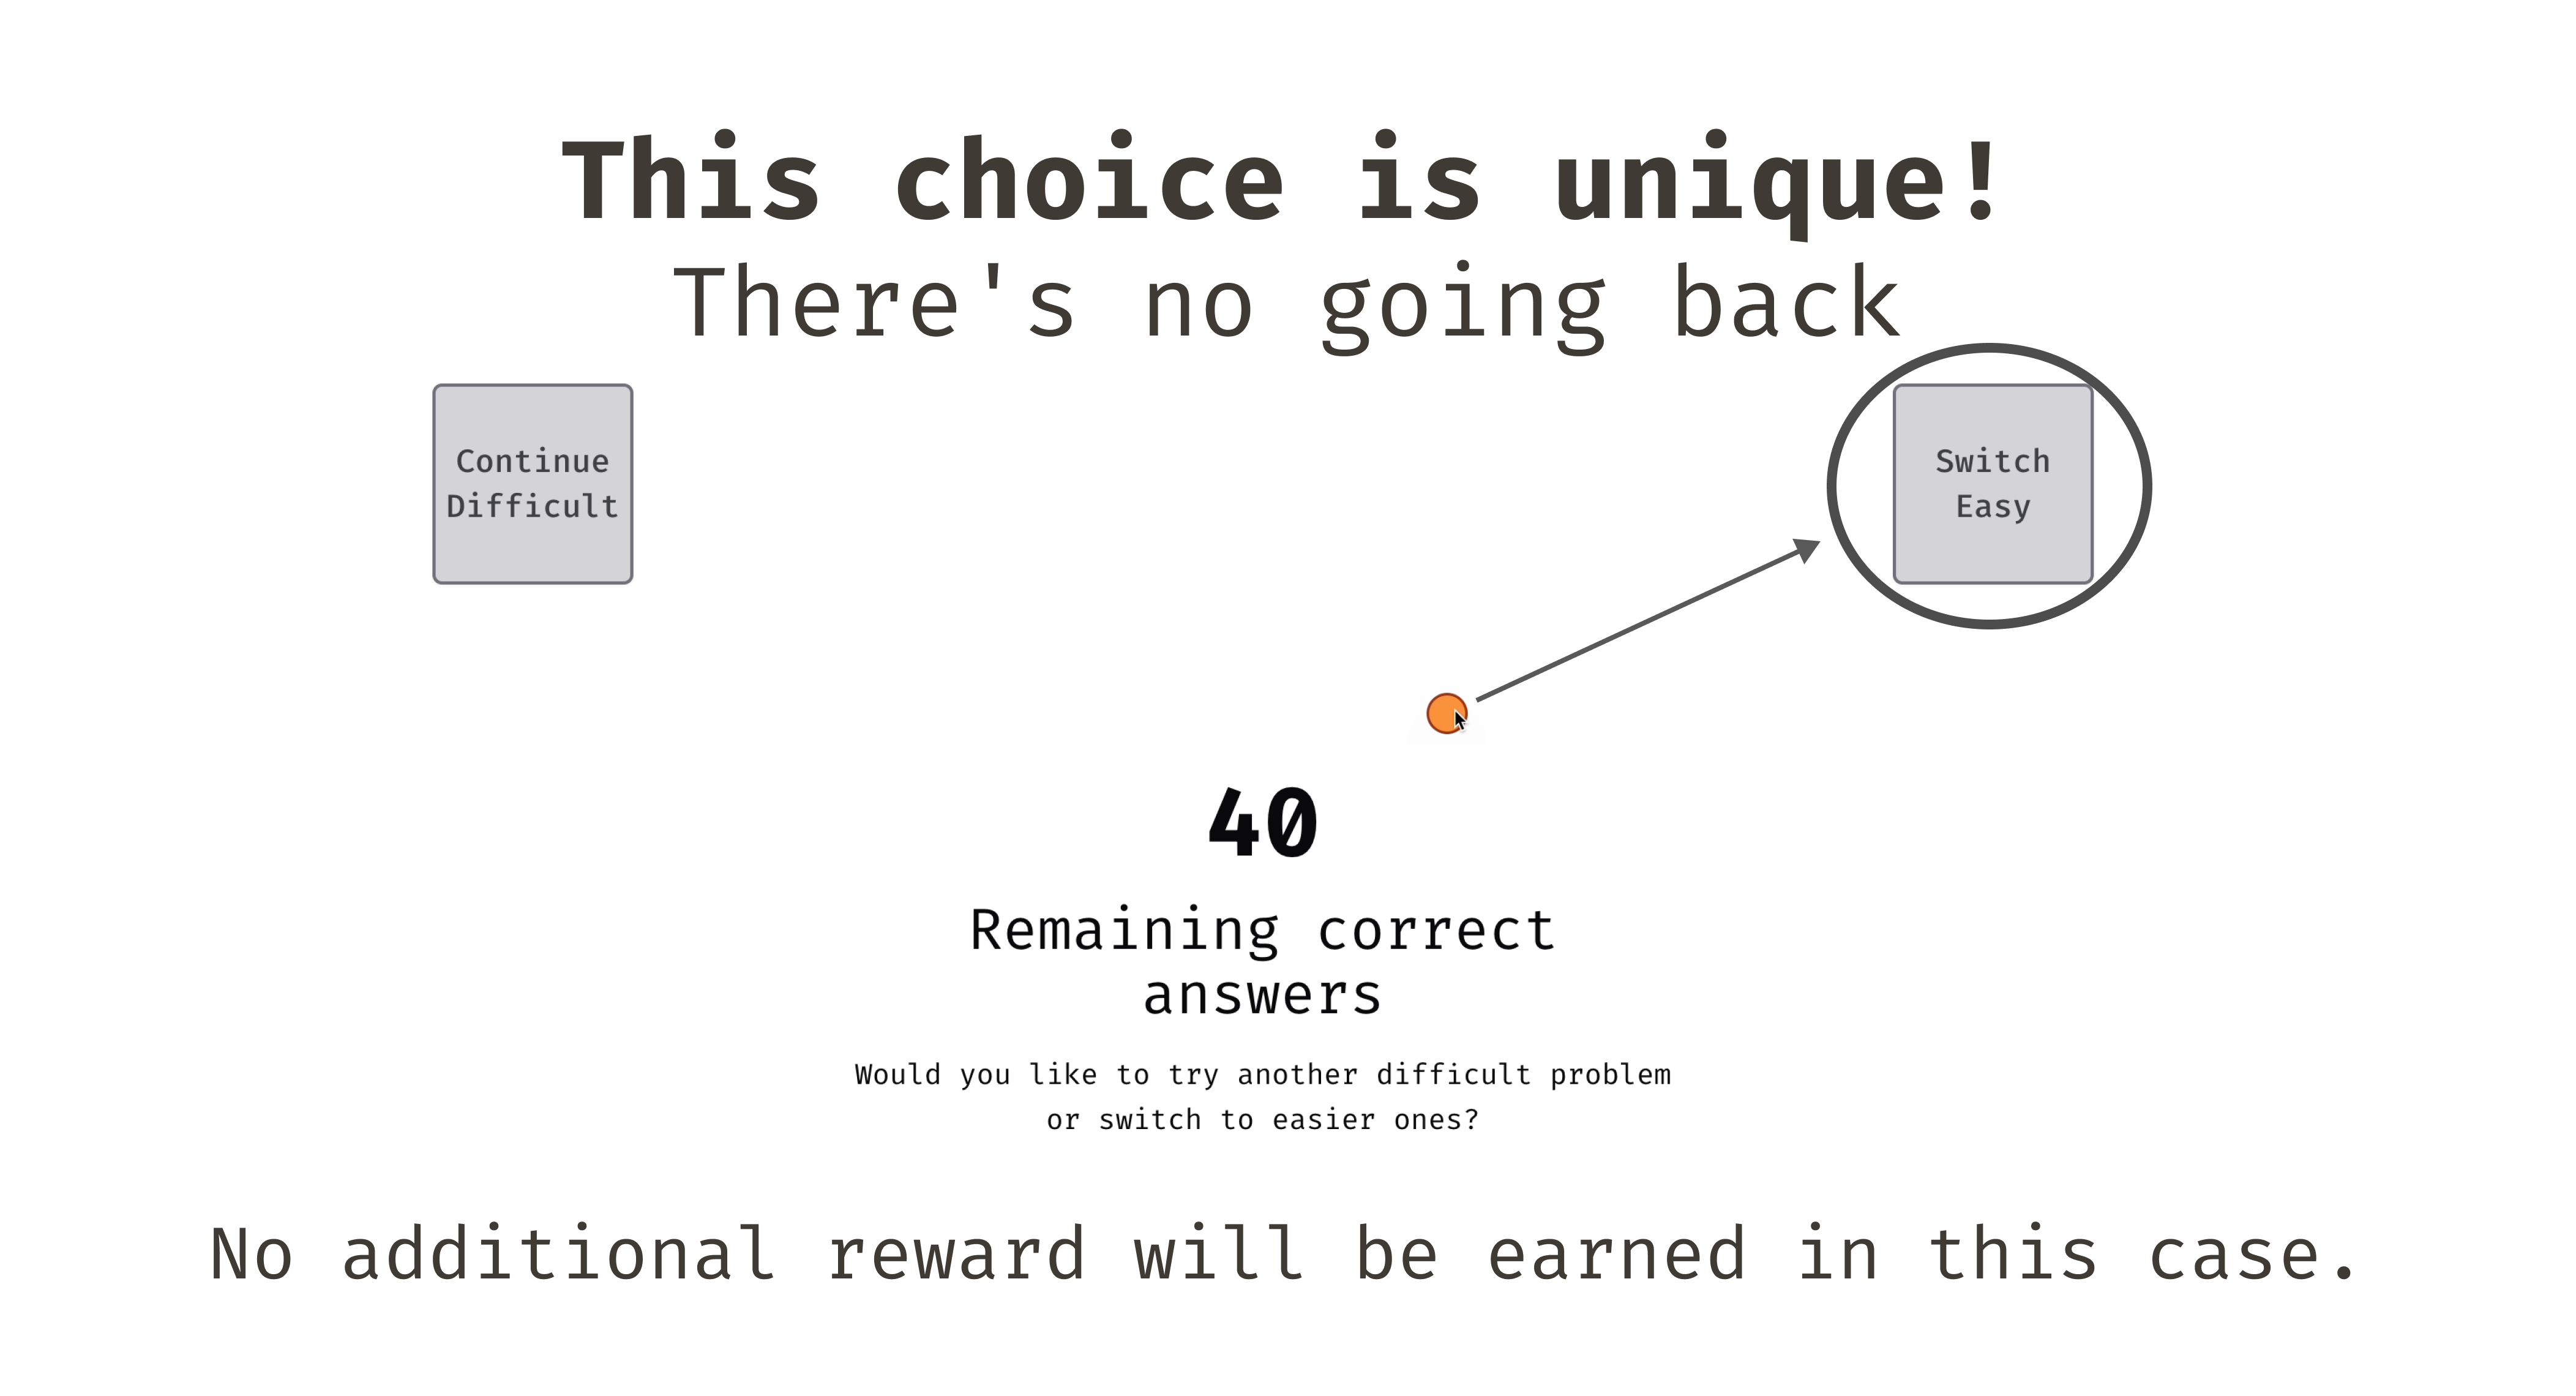 This choice is unique!
There's no going back
Continue
Difficult
Switch
Easy
40
Remaining correct
answers
Would you like to try another difficult problem
or switch to easier ones?
No additional reward will be earned in this case.